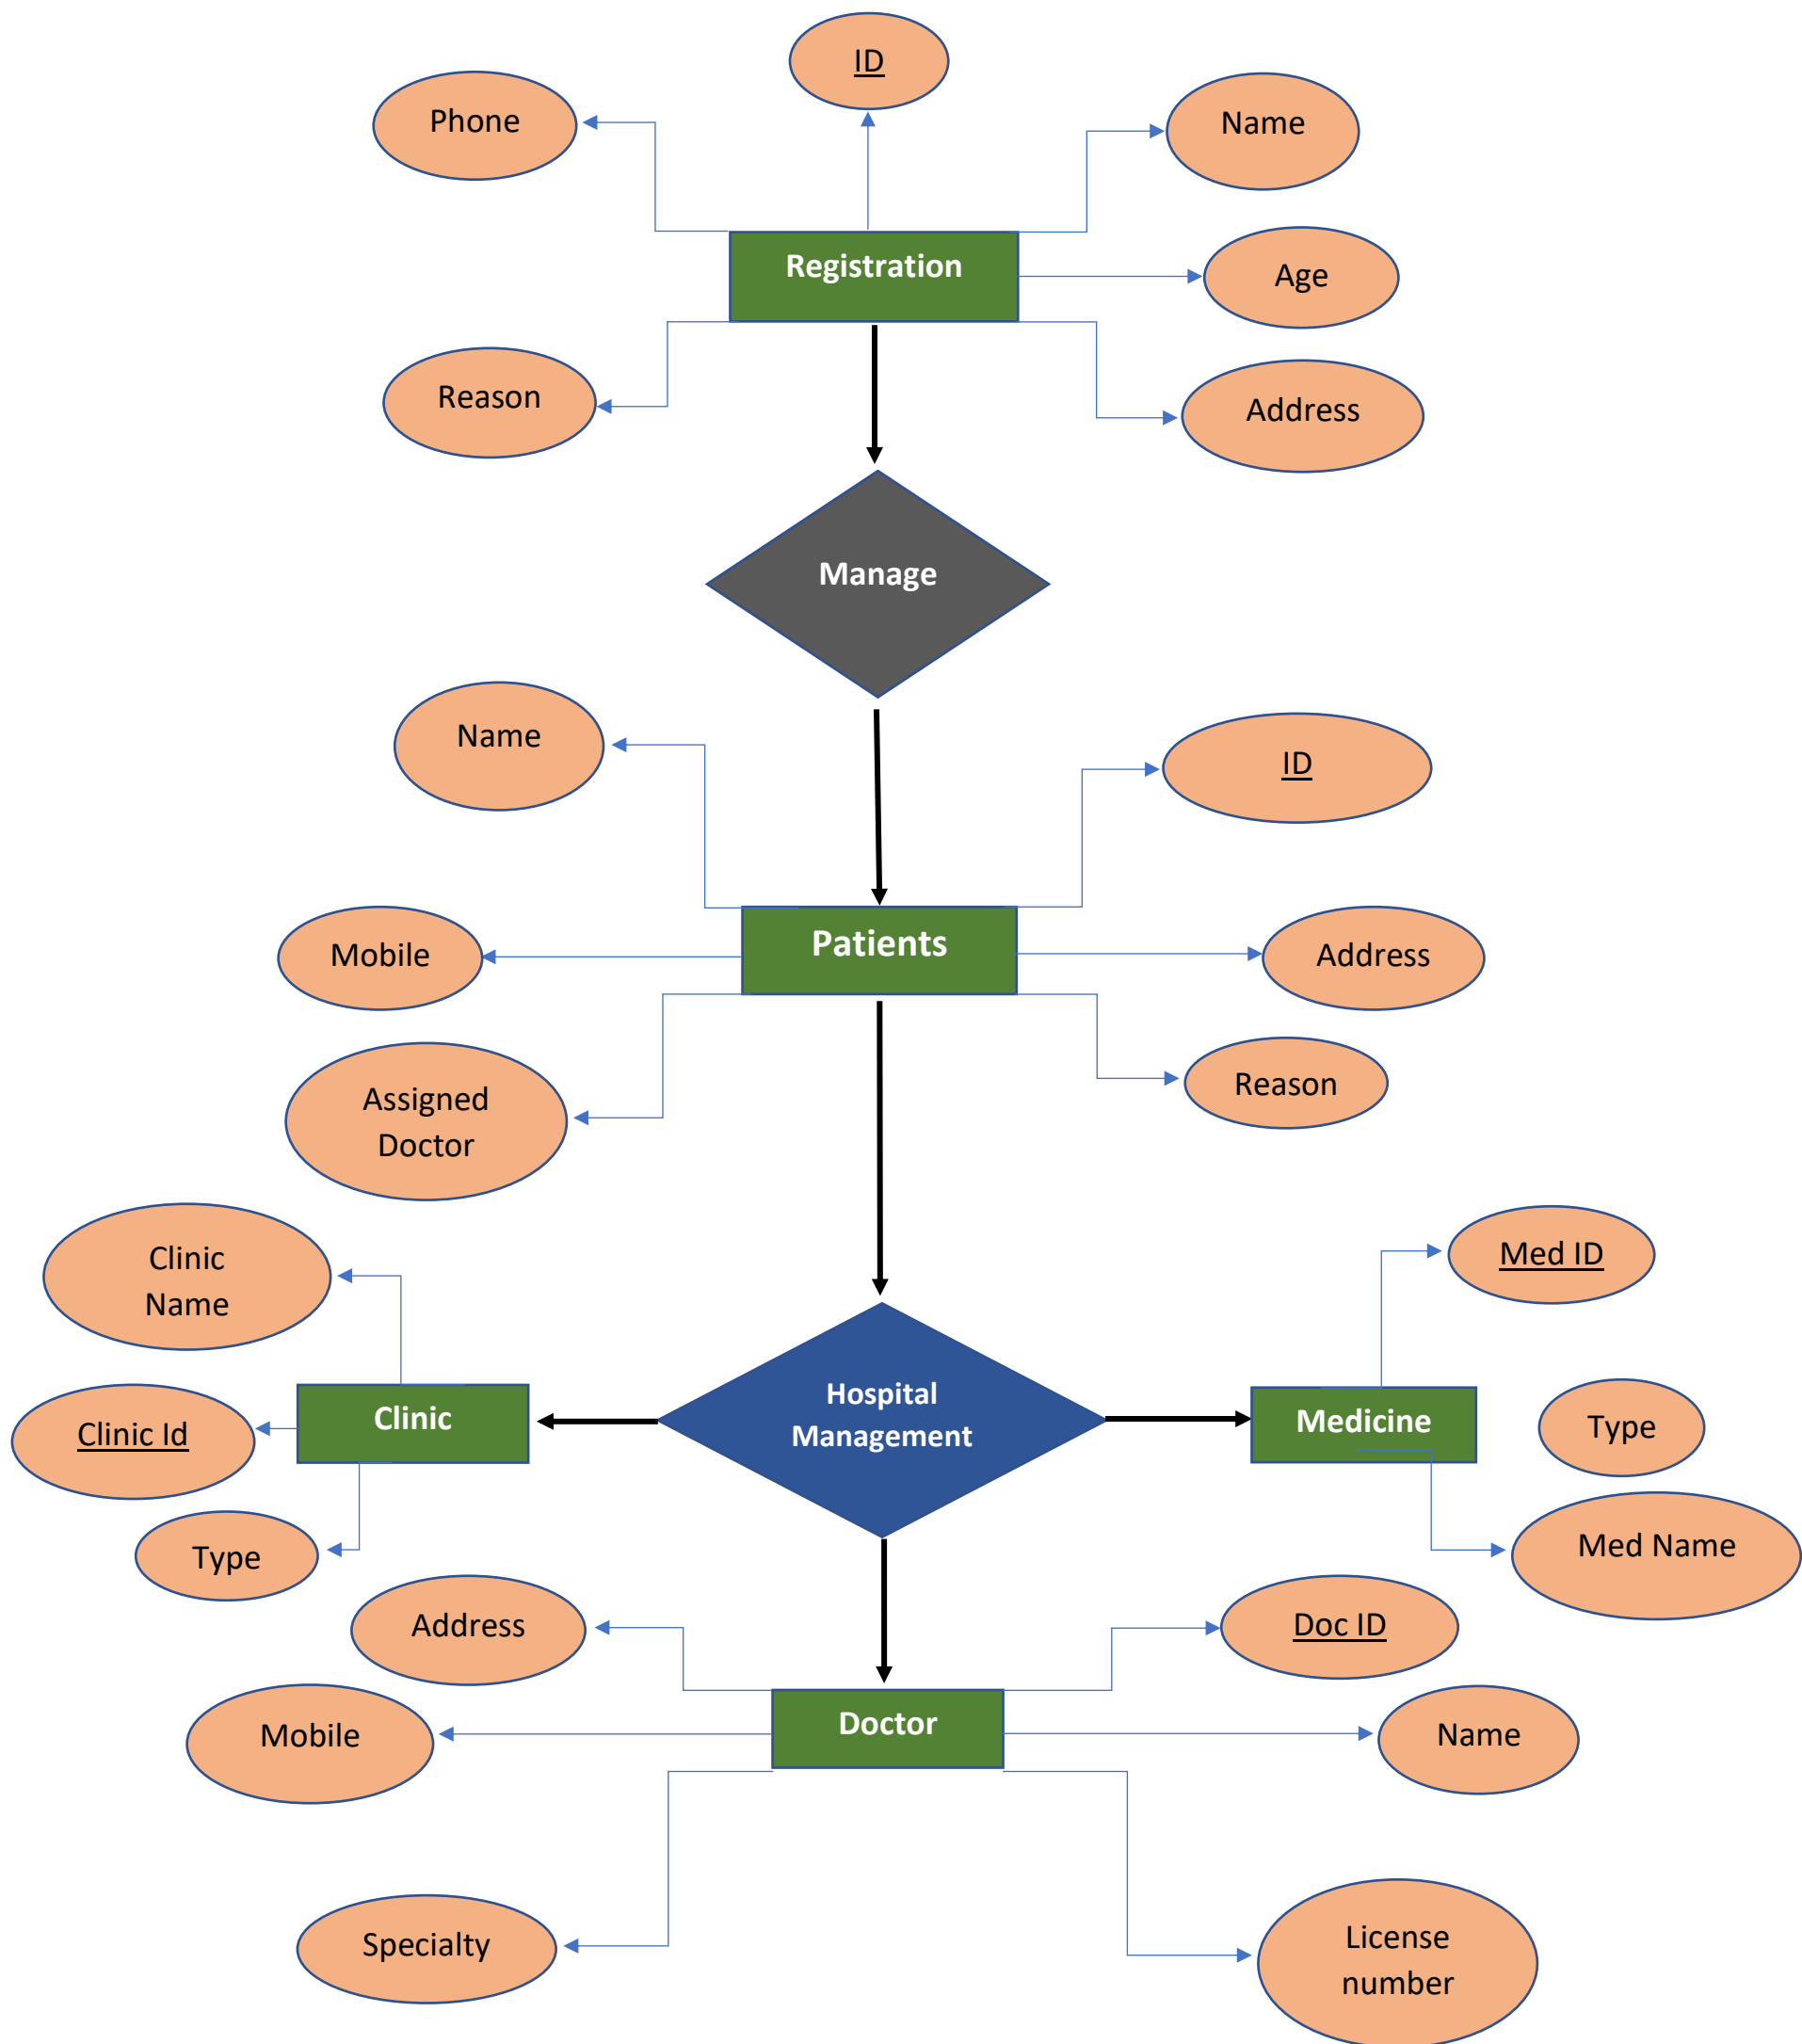 ID
Phone
Name
Registration
Age
Reason
Address
Manage
Name
ID
Patients
Mobile
Address
Reason
Assigned
Doctor
Clinic
Name
Med ID
Hospital
Management
Clinic
Medicine
Type
Clinic Id
Type
Med Name
Address
Doc ID
Doctor
Mobile
Name
Specialty
License
number